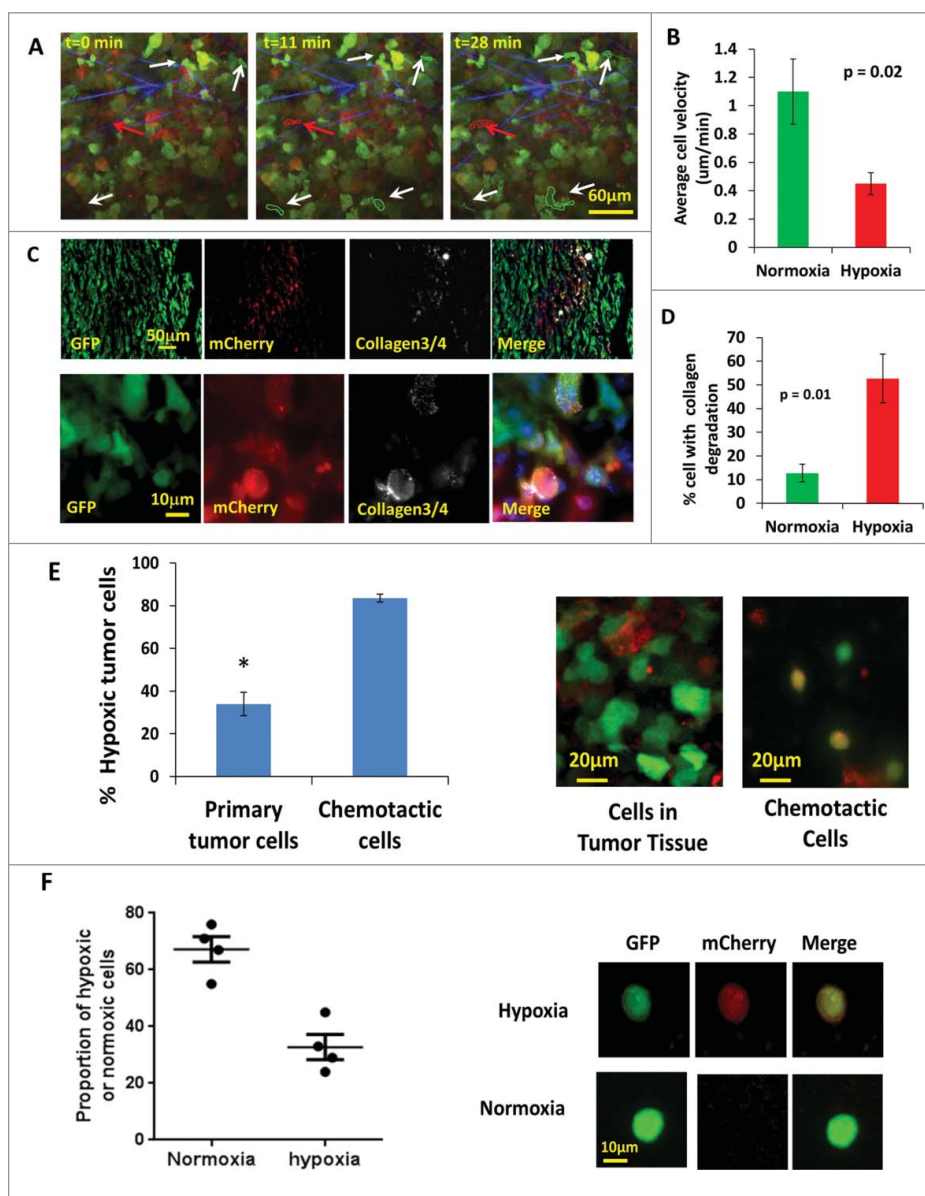 A
t=0 min
t=11 min
t=28 min
60μm
B
Average cell velocity
(um/min)
1.4
1.2
1
0.8
0.6
0.4
0.2
0
p = 0.02
Normoxia
Hypoxia
C
GFP
50μm
mCherry
Collagen3/4
Merge
GFP
10μm
mCherry
Collagen3/4
Merge
D
% cell with collagen
degradation
70
60
50
40
30
20
10
0
p = 0.01
Normoxia
Hypoxia
E
% Hypoxic tumor cells
100
80
60
40
20
0
*
Primary
tumor cells
Chemotactic
cells
20μm
Cells in
Tumor Tissue
20μm
Chemotactic
Cells
F
Proportion of hypoxic
or normoxic cells
80
60
40
20
0
Normoxia
hypoxia
GFP
mCherry
Merge
Hypoxia
Normoxia
10μm